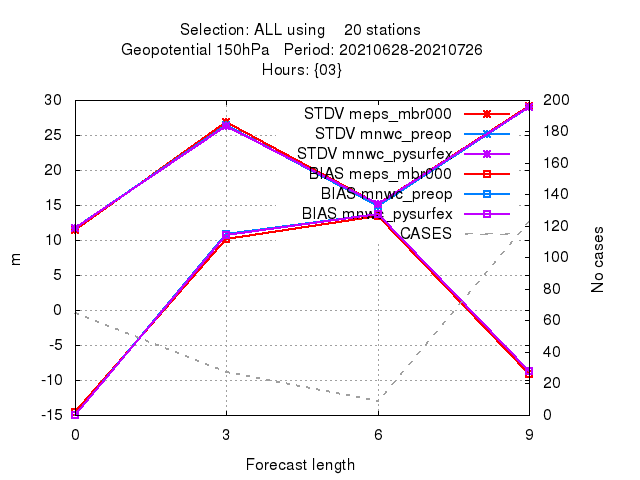 Selection: ALL using 20 stations
Geopotential 150hPa Period: 20210628-20210726
Hours: {03}
30 200
25 180
20 160
15 140
10 120
5 100
0 80
-5 60
-10 40
-15 20
0
m
No cases
STDV meps_mbr000
STDV mnwc_preop
STDV mnwc_pysurfex
BIAS meps_mbr000
BIAS mnwc_preop
BIAS mnwc_pysurfex
CASES
0 3 6 9
Forecast length